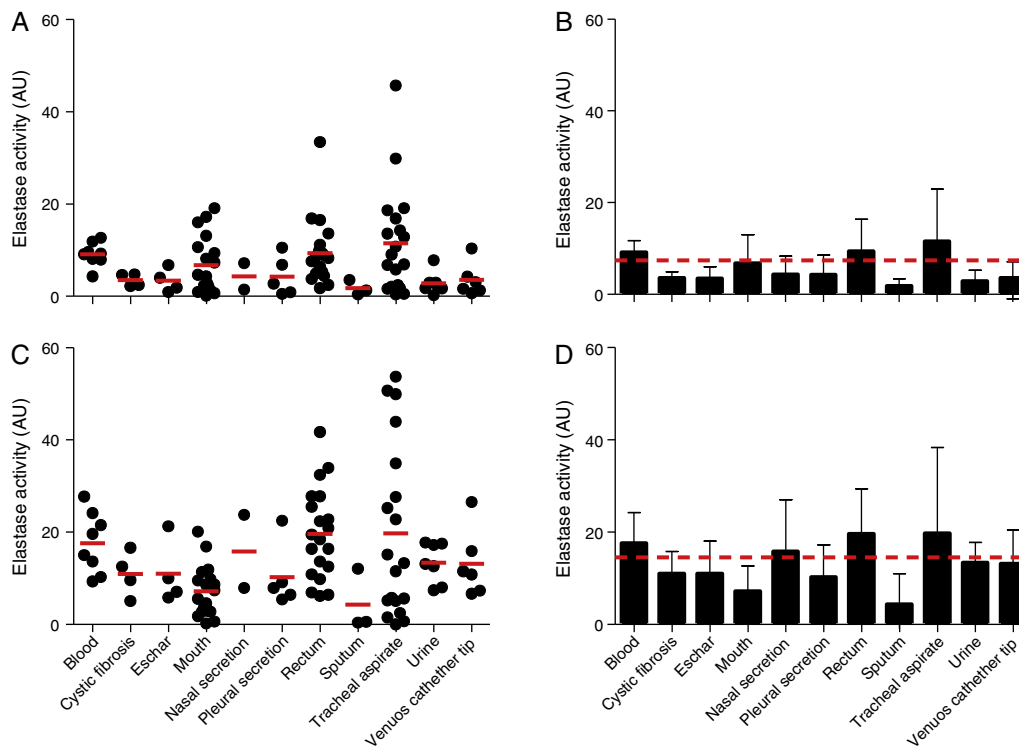 A
B
60
40
20
0
Elastase activity (AU)
60
40
20
0
Elastase activity (AU)
C
D
60
40
20
0
Elastase activity (AU)
60
40
20
0
Elastase activity (AU)
Blood
Cystic fibrosis
Eschar
Mouth
Nasal secretion
Pleural secretion
Rectum
Sputum
Tracheal aspirate
Urine
Venuos cathether tip
Blood
Cystic fibrosis
Eschar
Mouth
Nasal secretion
Pleural secretion
Rectum
Sputum
Tracheal aspirate
Urine
Venuos cathether tip